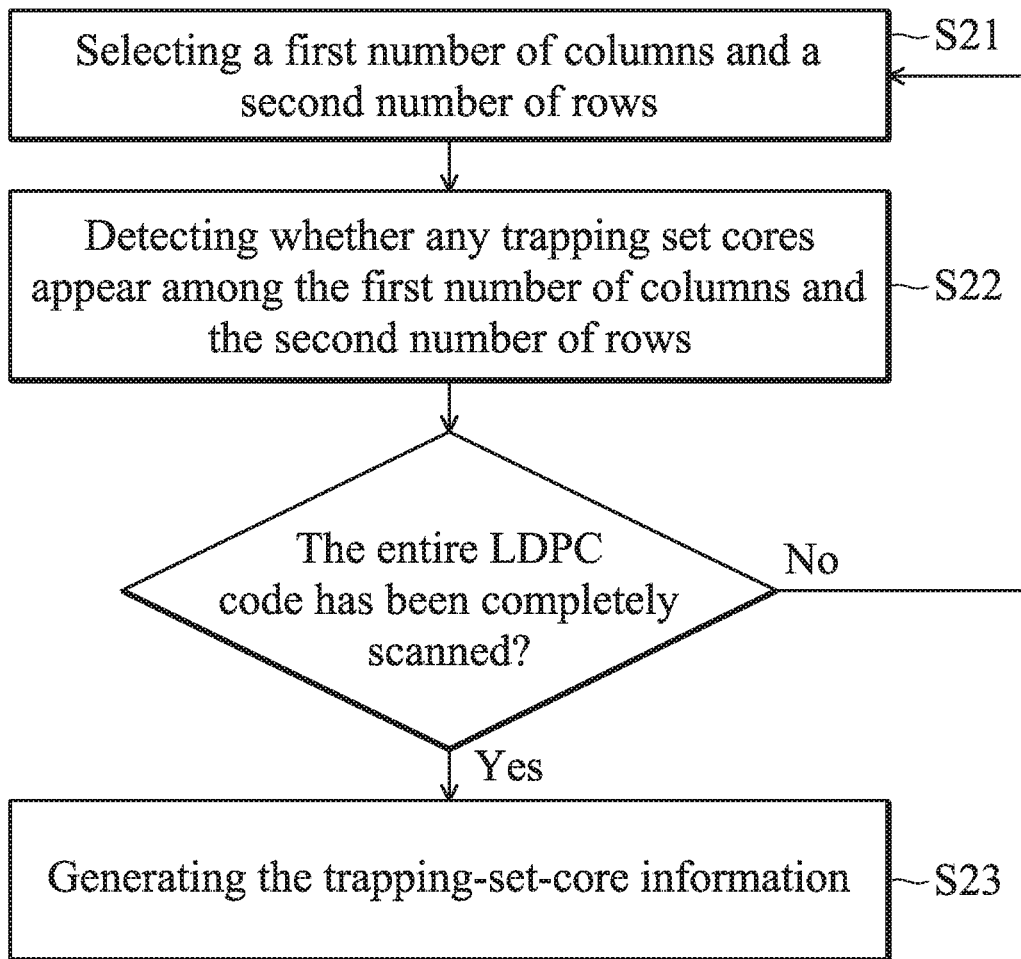 Selecting a first number of columns and a
second number of rows
S21
Detecting whether any trapping set cores
appear among the first number of columns and
the second number of rows
S22
The entire LDPC
code has been completely
scanned?
No
Yes
Generating the trapping-set-core information
S23